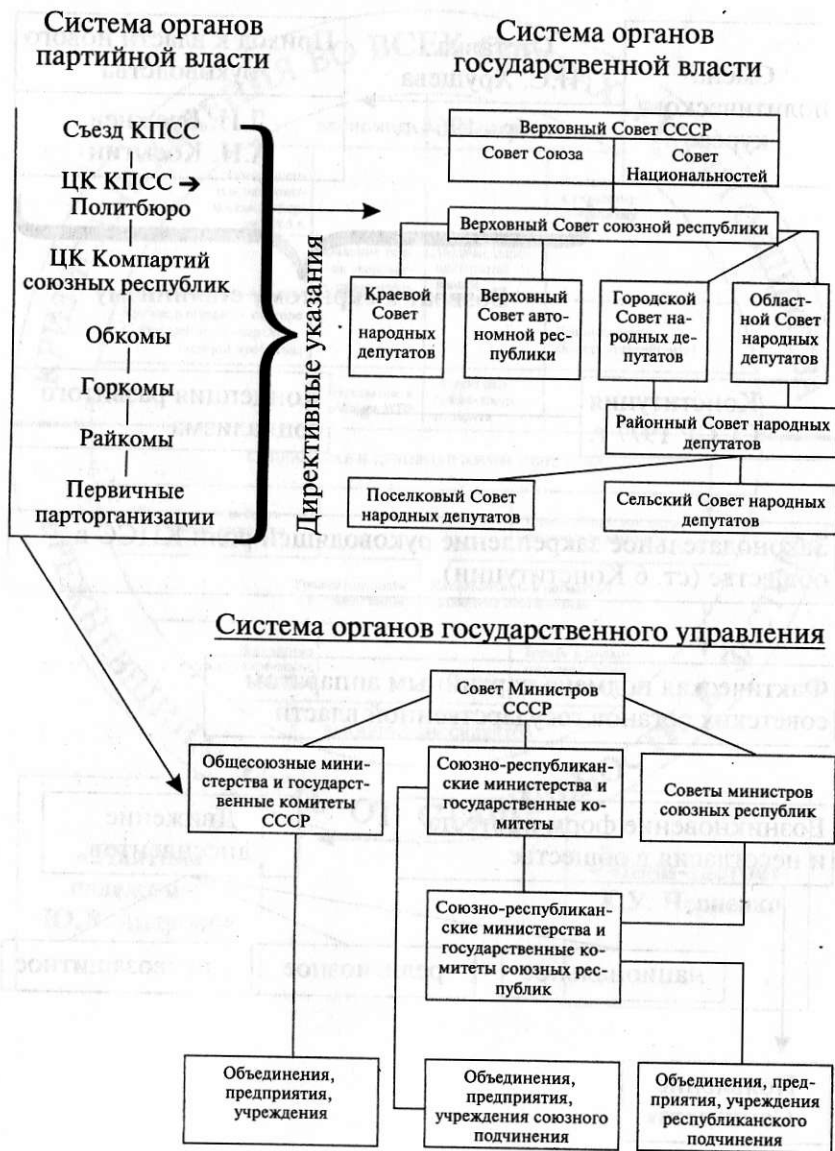 Система органов
партийной власти
Съезд КПСС
ЦК КПСС ➔
Политбюро
ЦК Компартий
союзных республик
Обкомы
Горкомы
Райкомы
Первичные
парторганизации
Директивные указания
Система органов
государственной власти
Верховный Совет СССР
Совет Союза
Совет
Национальностей
Верховный Совет союзной республики
Краевой
Совет
народных
депутатов
Верховный
Совет авто-
номной рес-
публики
Городской
Совет на-
родных де-
путатов
Област-
ной Совет
народных
депутатов
Районный Совет народных
депутатов
Поселковый Совет
народных депутатов
Сельский Совет народных
депутатов
Система органов государственного управления
Совет Министров
СССР
Общесоюзные мини-
стерства и государст-
венные комитеты
СССР
Союзно-республикан-
ские министерства и
государственные ко-
митеты
Советы министров
союзных республик
Союзно-республикан-
ские министерства и
государственные ко-
митеты союзных рес-
публик
Объединения,
предприятия,
учреждения
Объединения,
предприятия,
учреждения союзного
подчинения
Объединения, пред-
приятия, учреждения
республиканского
подчинения